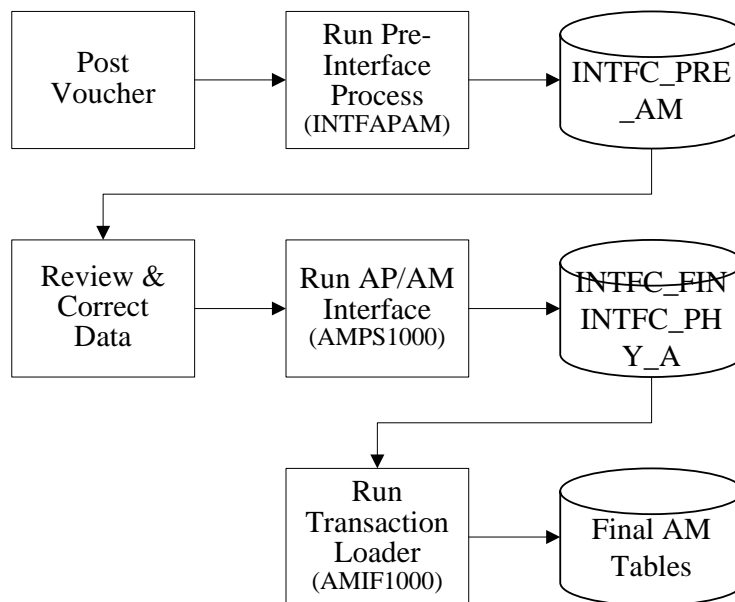 Post
Voucher
Run Pre-
Interface
Process
(INTFAPAM)
INTFC_PRE
_AM
Review &
Correct
Data
Run AP/AM
Interface
(AMPS1000)
INTFC_FIN
INTFC_PH
Y_A
Run
Transaction
Loader
(AMIF1000)
Final AM
Tables